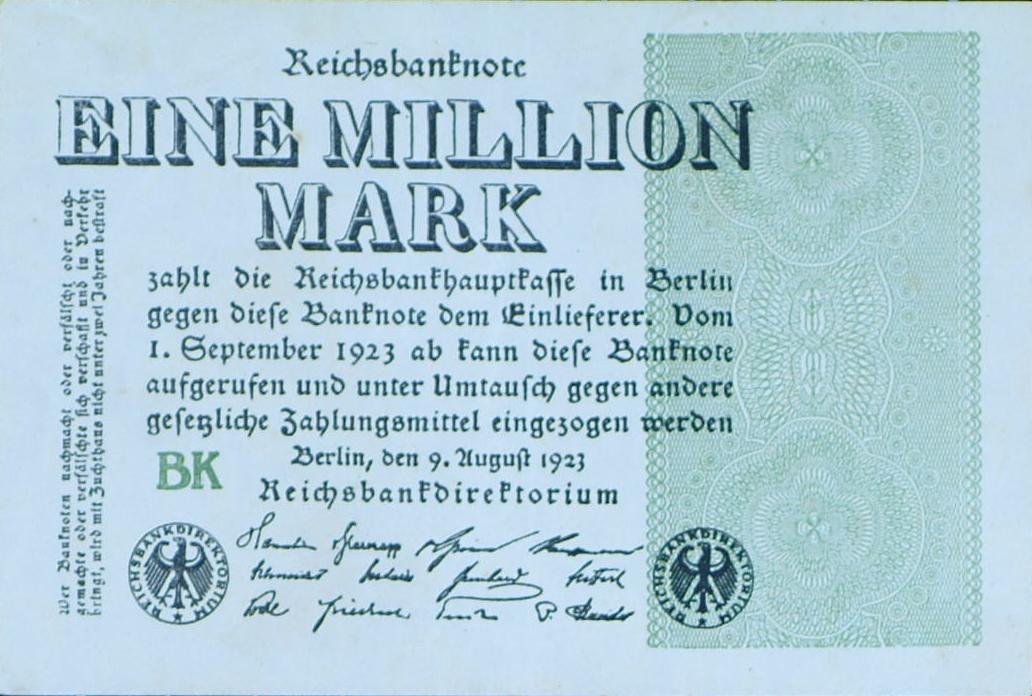 Reichsbanknote
EINE MILLION
MARK
zahlt die Reichsbankhauptkasse in Berlin
gegen diese Banknote dem Einlieferer. Vom
1. September 1923 ab kann diese Banknote
aufgerufen und unter Umtausch gegen andere
gesetzliche Zahlungsmittel eingezogen werden
Berlin, den 9. August 1923
Reichsbankdirektorium
BK
REICHSBANKDIREKTORIUM
REICHSBANKDIREKTORIUM
Wer Banknoten nachmacht oder verfälscht oder nach-
gemachte oder verfälschte sich verschafft und in Verkehr
bringt, wird mit Zuchthaus nicht unter zwei Jahren bestraft